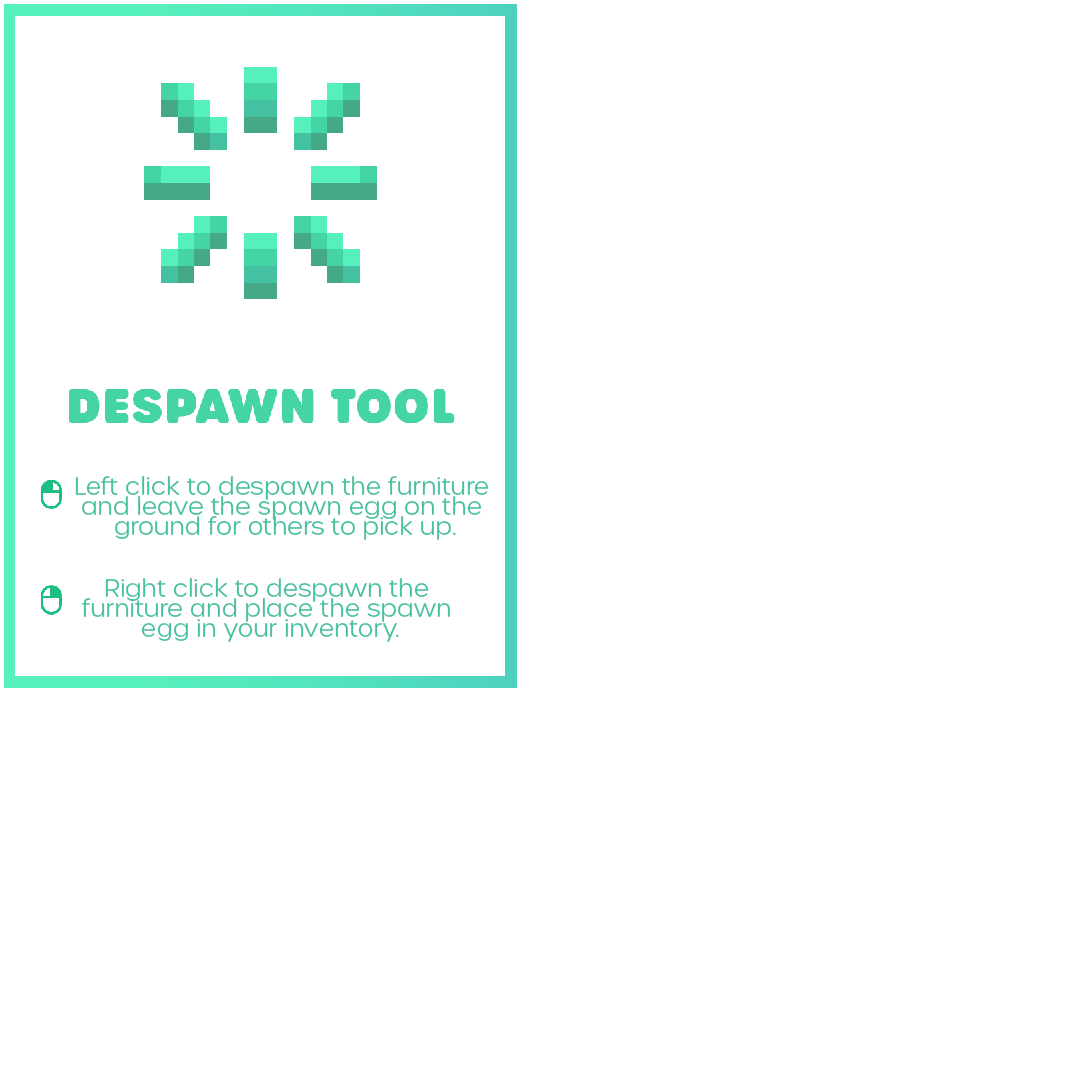 DESPAWN TOOL
Left click to despawn the furniture
and leave the spawn egg on the
ground for others to pick up.
Right click to despawn the
furniture and place the spawn
egg in your inventory.